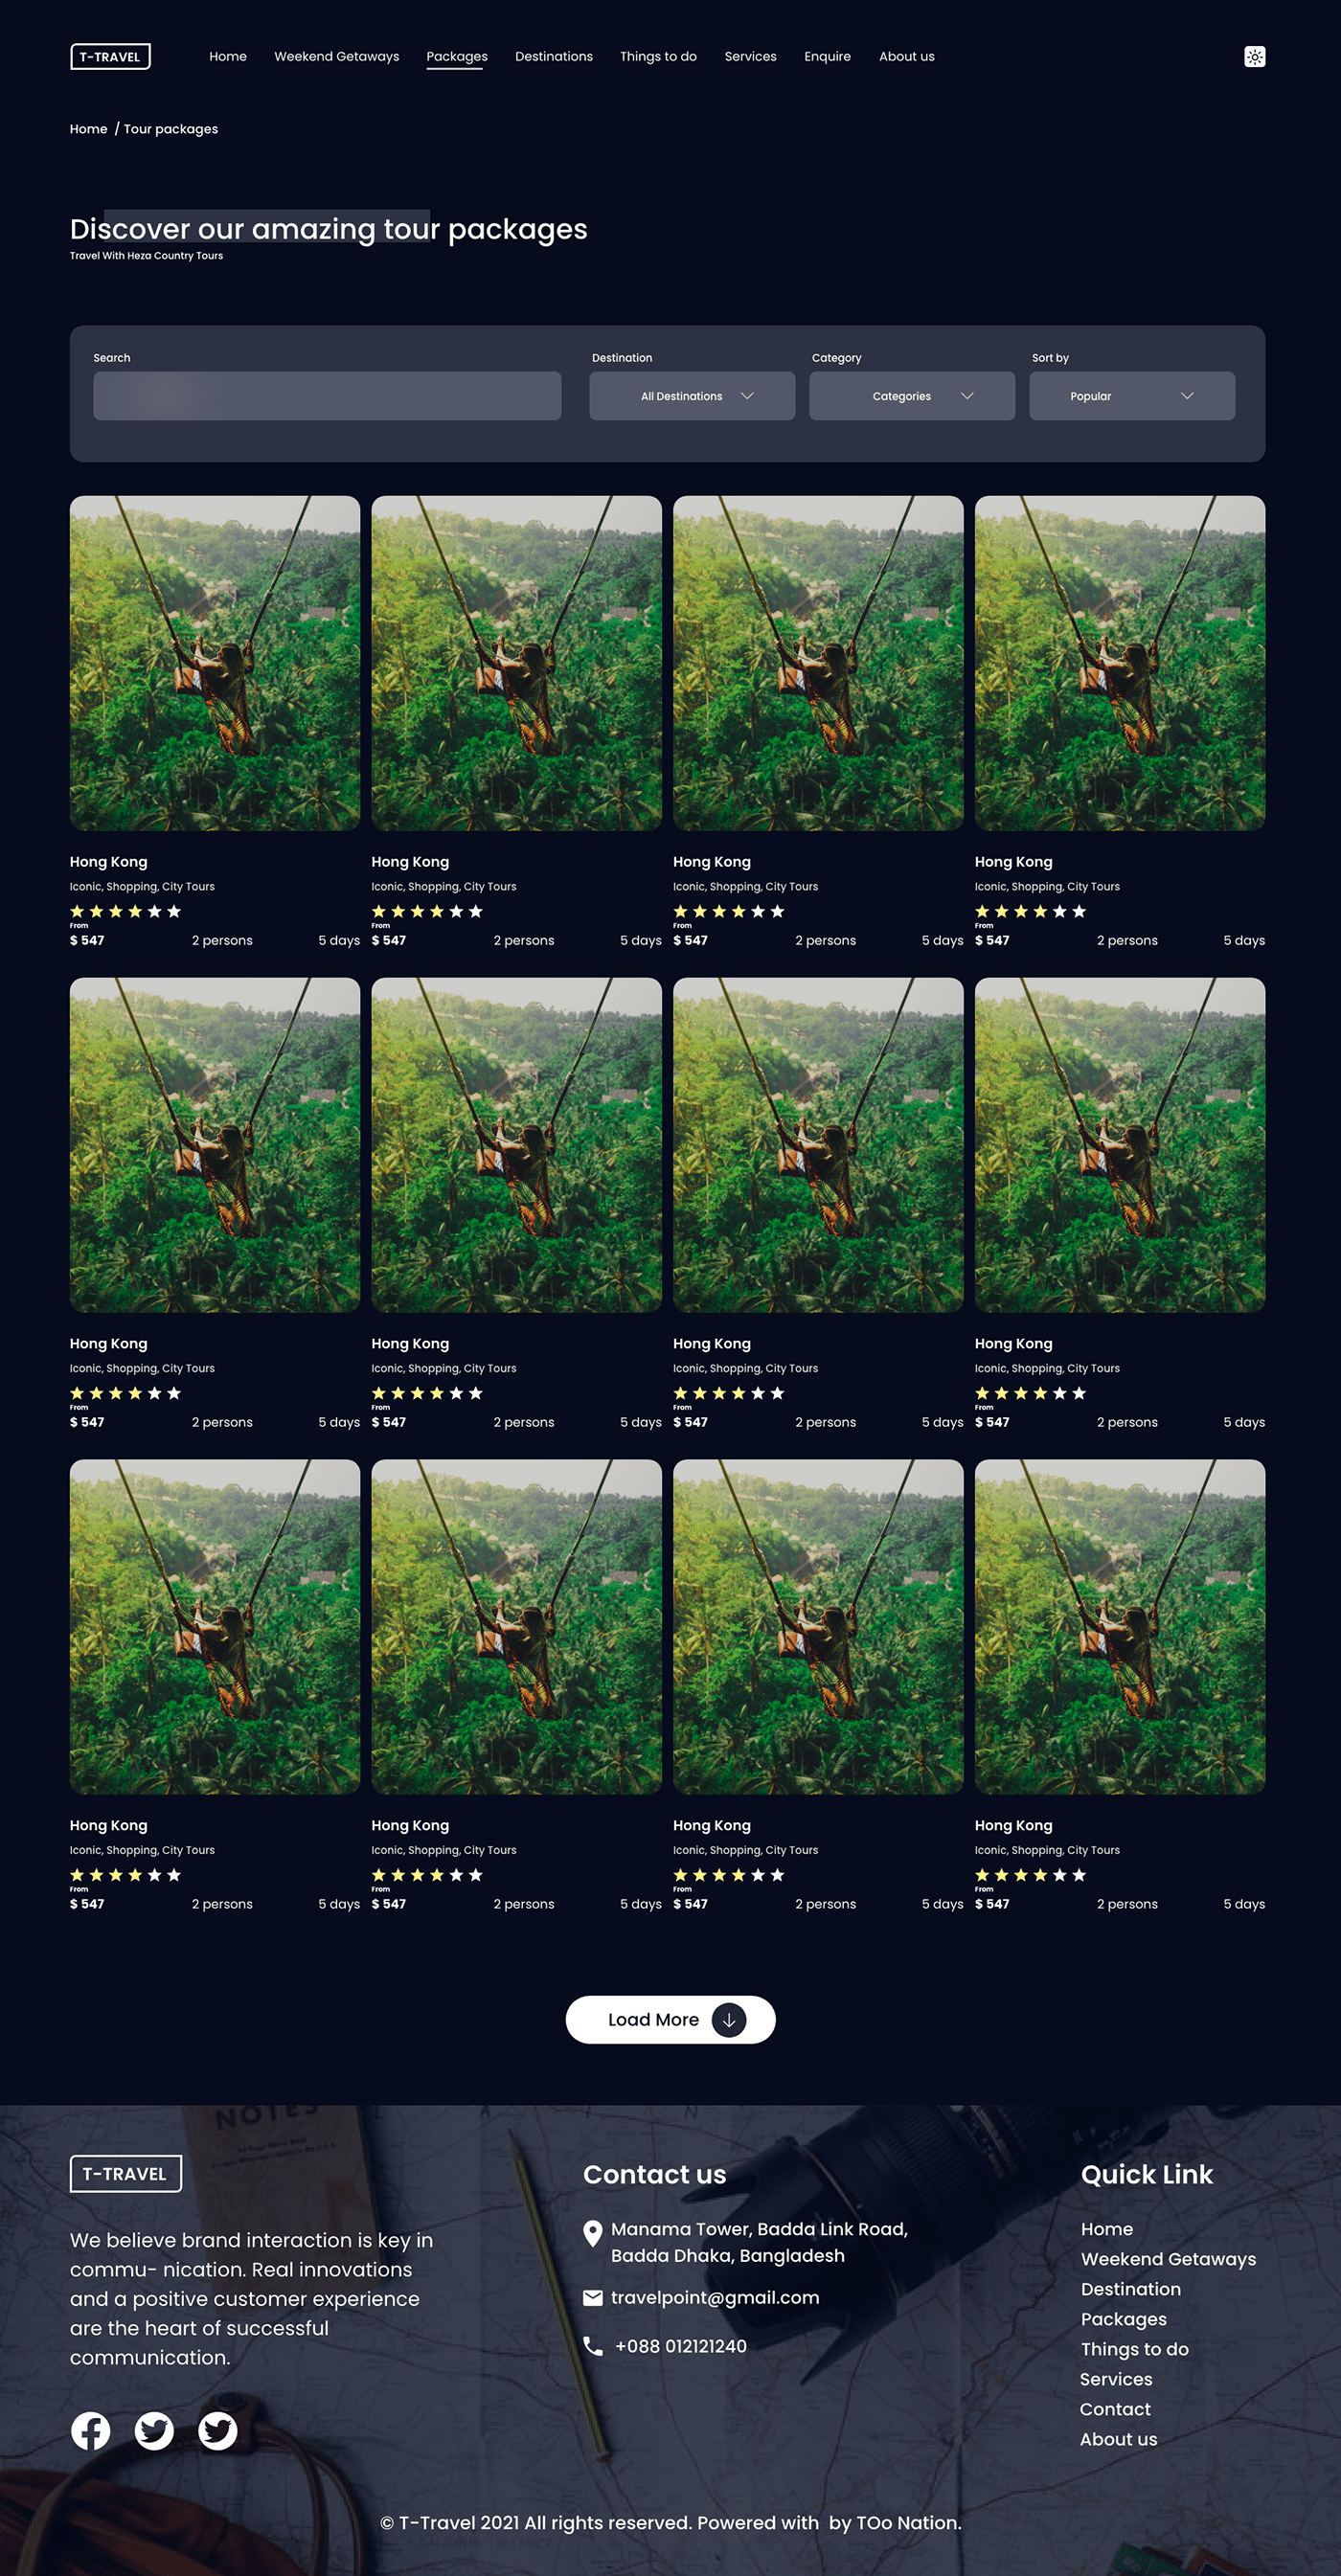 T-TRAVEL
Home Weekend Getaways Packages Destinations Things to do Services Enquire About us
Home / Tour packages
Discover our amazing tour packages
Travel With Heza Country Tours
Search Destination Category Sort by
All Destinations Categories Popular
Hong Kong Hong Kong Hong Kong Hong Kong
Iconic, Shopping, City Tours Iconic, Shopping, City Tours Iconic, Shopping, City Tours Iconic, Shopping, City Tours
From From From From
$ 547 2 persons 5 days $ 547 2 persons 5 days $ 547 2 persons 5 days $ 547 2 persons 5 days
Hong Kong Hong Kong Hong Kong Hong Kong
Iconic, Shopping, City Tours Iconic, Shopping, City Tours Iconic, Shopping, City Tours Iconic, Shopping, City Tours
From From From From
$ 547 2 persons 5 days $ 547 2 persons 5 days $ 547 2 persons 5 days $ 547 2 persons 5 days
Hong Kong Hong Kong Hong Kong Hong Kong
Iconic, Shopping, City Tours Iconic, Shopping, City Tours Iconic, Shopping, City Tours Iconic, Shopping, City Tours
From From From From
$ 547 2 persons 5 days $ 547 2 persons 5 days $ 547 2 persons 5 days $ 547 2 persons 5 days
Load More
NOTES
T-TRAVEL
We believe brand interaction is key in
commu- nication. Real innovations
and a positive customer experience
are the heart of successful
communication.
Contact us
Manama Tower, Badda Link Road,
Badda Dhaka, Bangladesh
travelpoint@gmail.com
+088 012121240
Quick Link
Home
Weekend Getaways
Destination
Packages
Things to do
Services
Contact
About us
© T-Travel 2021 All rights reserved. Powered with by TOo Nation.